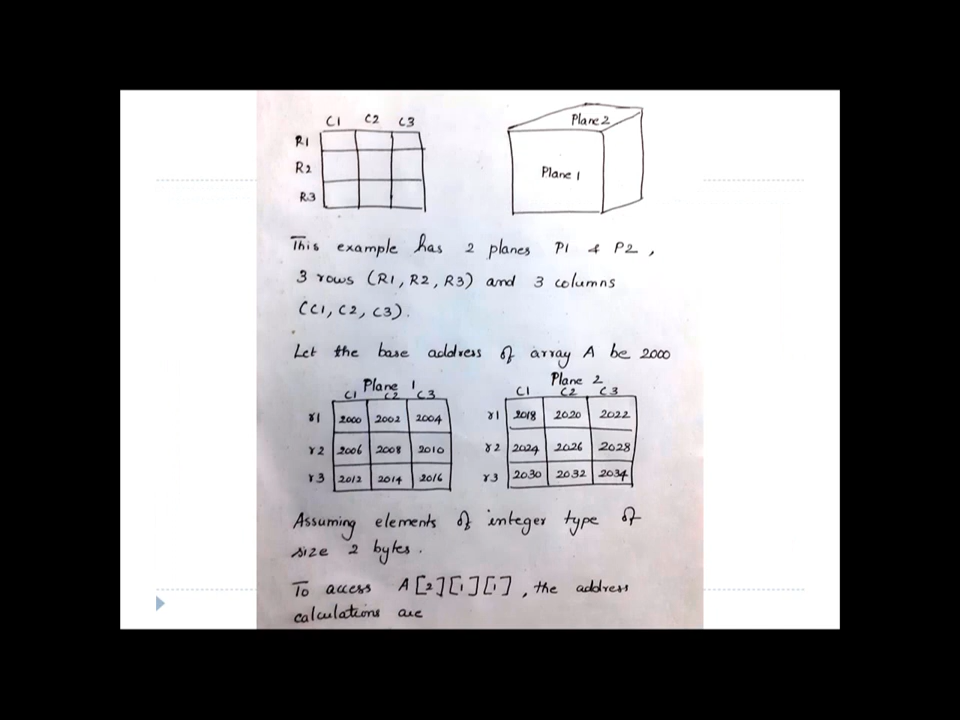 C1 C2 C3
R1
R2
R3
Plane 2
Plane 1
This example has 2 planes P1 & P2,
3 rows (R1, R2, R3) and 3 columns
(C1, C2, C3).
Let the base address of array A be 2000
Plane 1
C1 C2 C3
r1 2000 2002 2004
r2 2006 2008 2010
r3 2012 2014 2016
Plane 2
C1 C2 C3
r1 2018 2020 2022
r2 2024 2026 2028
r3 2030 2032 2034
Assuming elements of integer type of
size 2 bytes.
To access A[2][1][1], the address
calculations are